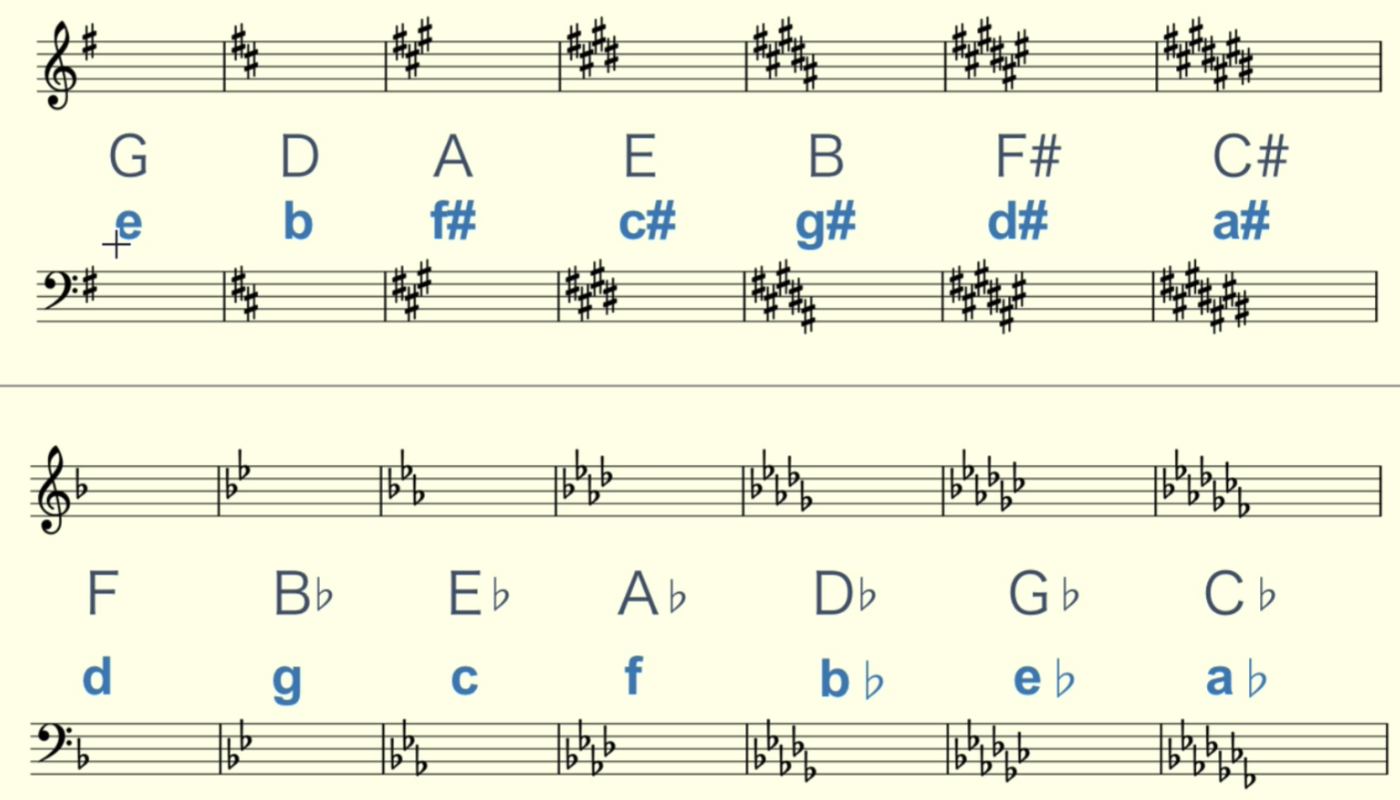 G D A E B F# C#
e b f# c# g# d# a#
F B♭ E♭ A♭ D♭ G♭ C♭
d g c f b♭ e♭ a♭